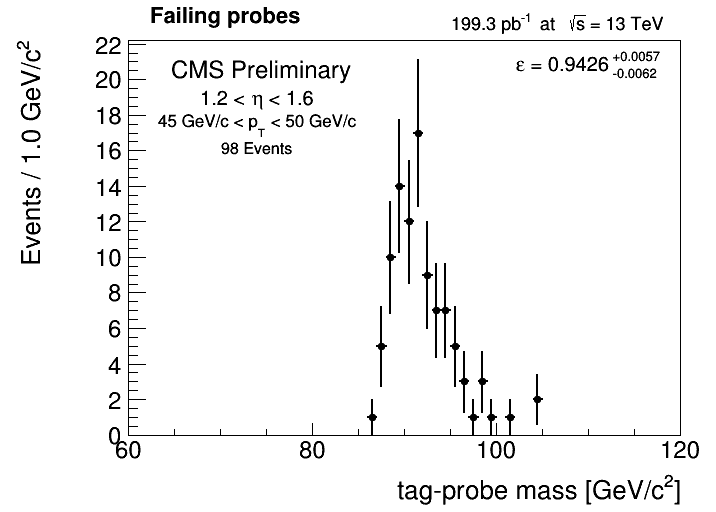 Failing probes
199.3 pb⁻¹ at √s = 13 TeV
CMS Preliminary
1.2 < η < 1.6
45 GeV/c < p_T < 50 GeV/c
98 Events
ε = 0.9426 +0.0057 -0.0062
Events / 1.0 GeV/c²
22
20
18
16
14
12
10
8
6
4
2
0
60 80 100 120
tag-probe mass [GeV/c²]